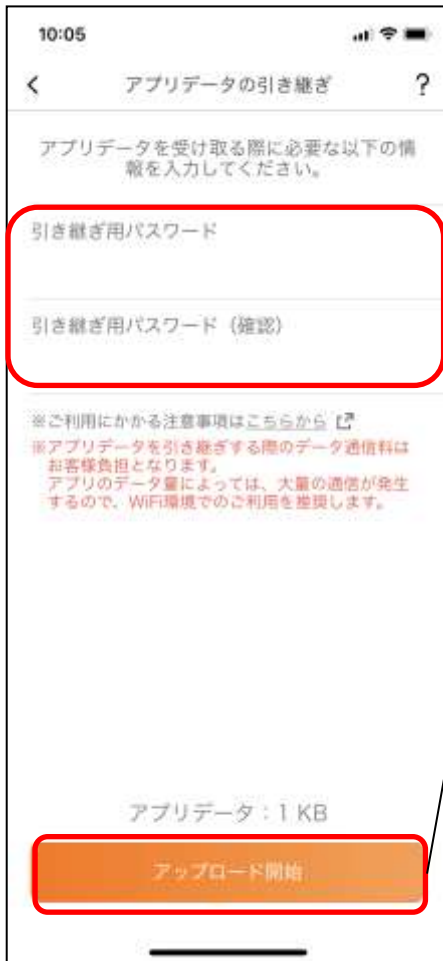 10:05
アプリデータの引き継ぎ ?
アプリデータを受け取る際に必要な以下の情
報を入力してください。
引き継ぎ用パスワード
引き継ぎ用パスワード（確認）
※ご利用にかかる注意事項はこちらから
※アプリデータを引き継ぎする際のデータ通信料は
お客様負担となります。
アプリのデータ量によっては、大量の通信が発生
するので、WiFi環境でのご利用を推奨します。
アプリデータ：1 KB
アップロード開始